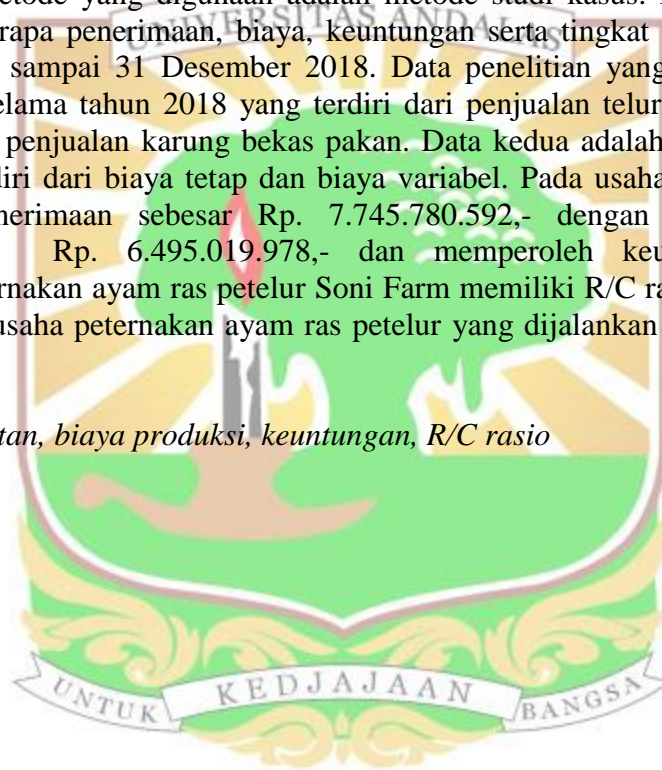 etode yang digunaan adalah metode studi kasus.
rapa penerimaan, biaya, keuntungan serta tingkat
UNIVERSITAS ANDALAS
sampai 31 Desember 2018. Data penelitian yang
elama tahun 2018 yang terdiri dari penjualan telur
penjualan karung bekas pakan. Data kedua adalah
diri dari biaya tetap dan biaya variabel. Pada usaha
nerimaan sebesar Rp. 7.745.780.592,- dengan
Rp. 6.495.019.978,- dan memperoleh keu
rnakan ayam ras petelur Soni Farm memiliki R/C ra
usaha peternakan ayam ras petelur yang dijalankan
tan, biaya produksi, keuntungan, R/C rasio
UNTUK KEDJAJAAN BANGSA